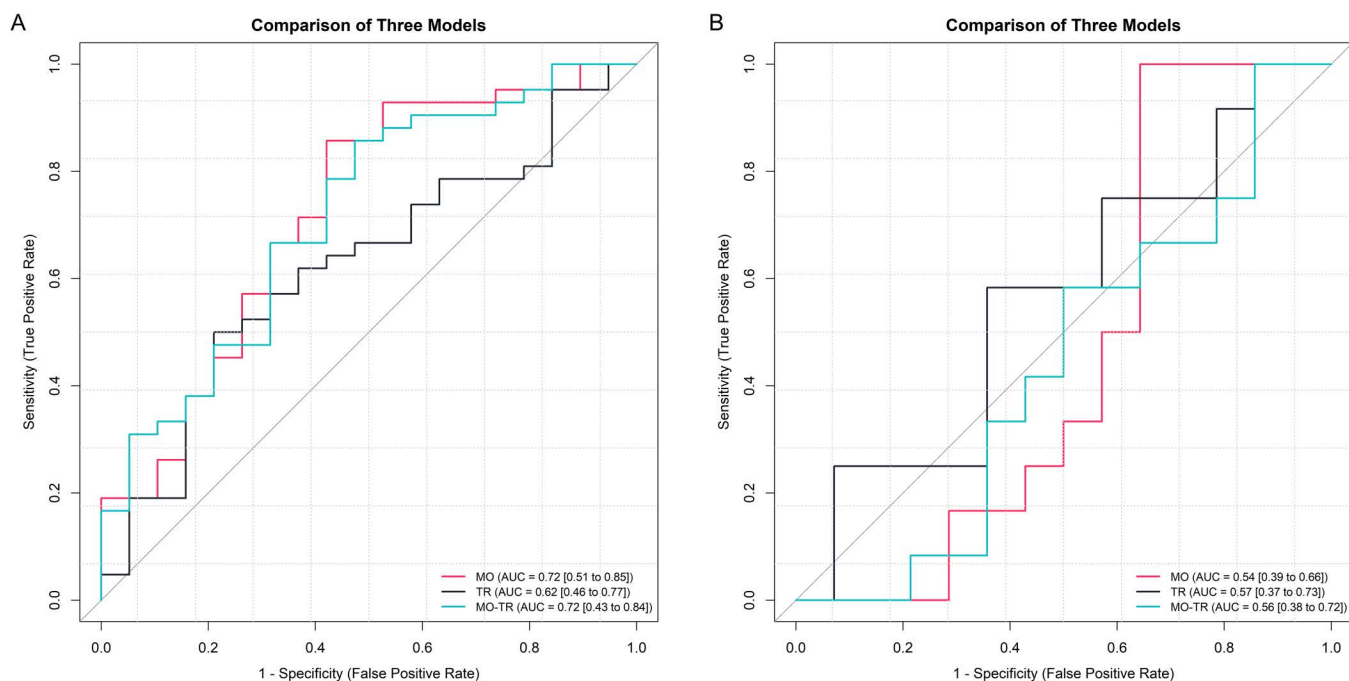 A
Comparison of Three Models
Sensitivity (True Positive Rate)
1.0
0.8
0.6
0.4
0.2
0.0
MO (AUC = 0.72 [0.51 to 0.85])
TR (AUC = 0.62 [0.46 to 0.77])
MO-TR (AUC = 0.72 [0.43 to 0.84])
0.0 0.2 0.4 0.6 0.8 1.0
1 - Specificity (False Positive Rate)
B
Comparison of Three Models
Sensitivity (True Positive Rate)
1.0
0.8
0.6
0.4
0.2
0.0
MO (AUC = 0.54 [0.39 to 0.66])
TR (AUC = 0.57 [0.37 to 0.73])
MO-TR (AUC = 0.56 [0.38 to 0.72])
0.0 0.2 0.4 0.6 0.8 1.0
1 - Specificity (False Positive Rate)